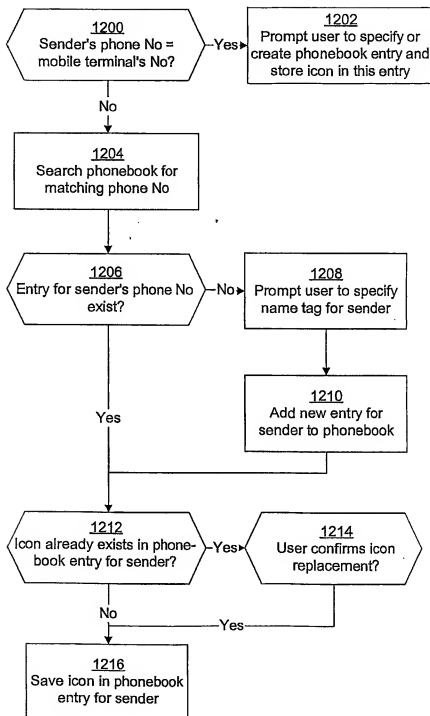 1200
Sender's phone No =
mobile terminal's No?
Yes
1202
Prompt user to specify or
create phonebook entry and
store icon in this entry
No
1204
Search phonebook for
matching phone No
1206
Entry for sender's phone No
exist?
No
1208
Prompt user to specify
name tag for sender
1210
Add new entry for
sender to phonebook
Yes
1212
Icon already exists in phone-
book entry for sender?
Yes
1214
User confirms icon
replacement?
No
Yes
1216
Save icon in phonebook
entry for sender